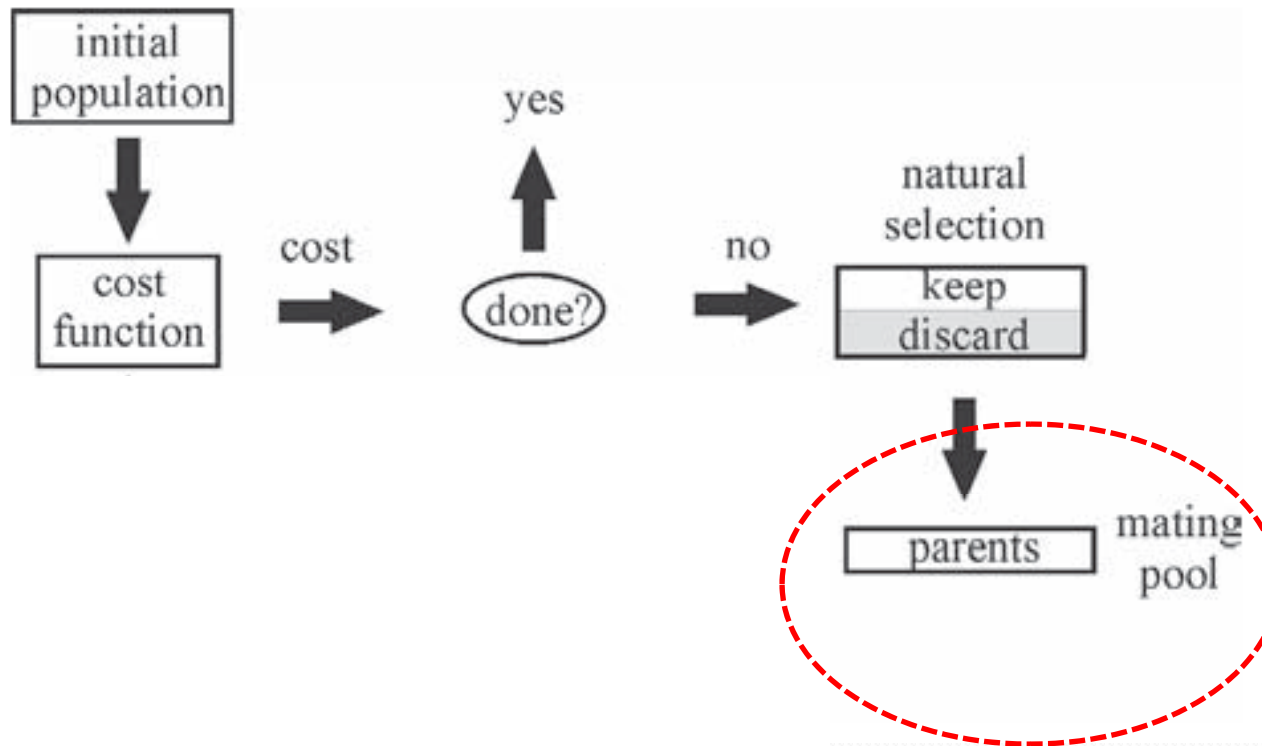 initial
population
yes
natural
selection
cost
no
cost
function
done?
keep
discard
parents
mating
pool